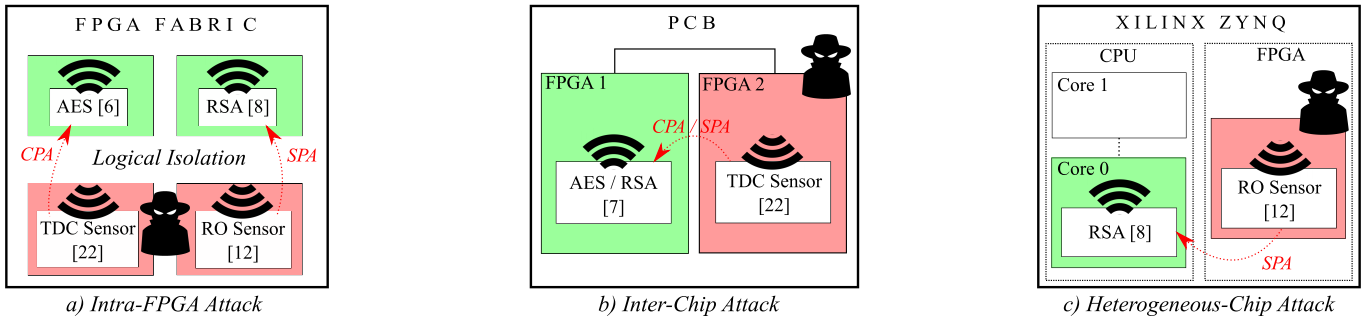 FPGA FABRIC
AES [6]
RSA [8]
CPA
Logical Isolation
SPA
TDC Sensor
[22]
RO Sensor
[12]
a) Intra-FPGA Attack
PCB
FPGA 1
FPGA 2
CPA / SPA
AES / RSA
[7]
TDC Sensor
[22]
b) Inter-Chip Attack
XILINX ZYNQ
CPU
FPGA
Core 1
Core 0
RSA [8]
RO Sensor
[12]
SPA
c) Heterogeneous-Chip Attack